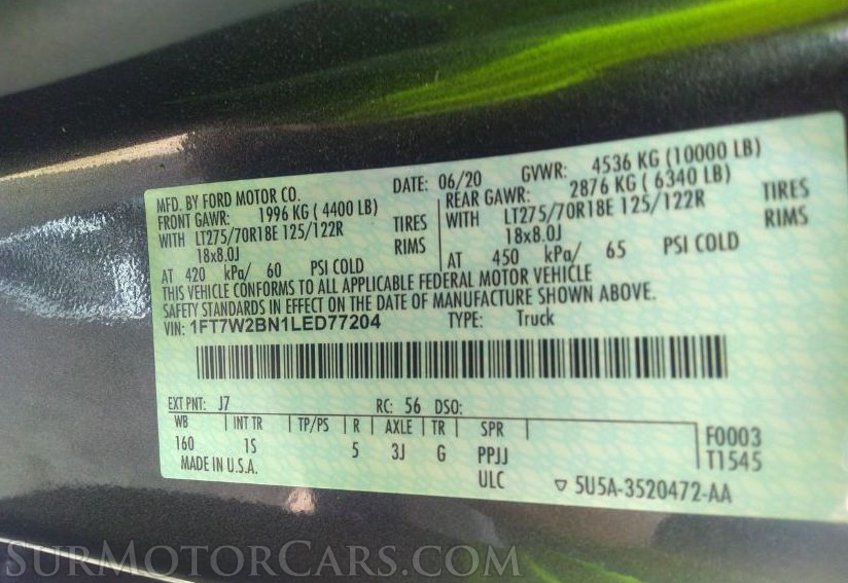 MFD. BY FORD MOTOR CO. DATE: 06/20 GVWR: 4536 KG (10000 LB)
FRONT GAWR: 1996 KG ( 4400 LB) REAR GAWR: 2876 KG ( 6340 LB)
WITH LT275/70R18E 125/122R TIRES WITH LT275/70R18E 125/122R TIRES
18x8.0J RIMS 18x8.0J RIMS
AT 420 kPa/ 60 PSI COLD AT 450 kPa/ 65 PSI COLD
THIS VEHICLE CONFORMS TO ALL APPLICABLE FEDERAL MOTOR VEHICLE
SAFETY STANDARDS IN EFFECT ON THE DATE OF MANUFACTURE SHOWN ABOVE.
VIN: 1FT7W2BN1LED77204 TYPE: Truck
EXT PNT: J7 RC: 56 DSO:
WB | INT TR | TP/PS | R | AXLE | TR | SPR | F0003
160 1S 5 3J G PPJJ T1545
MADE IN U.S.A. ULC ▽ 5U5A-3520472-AA
SURMOTORCARS.COM